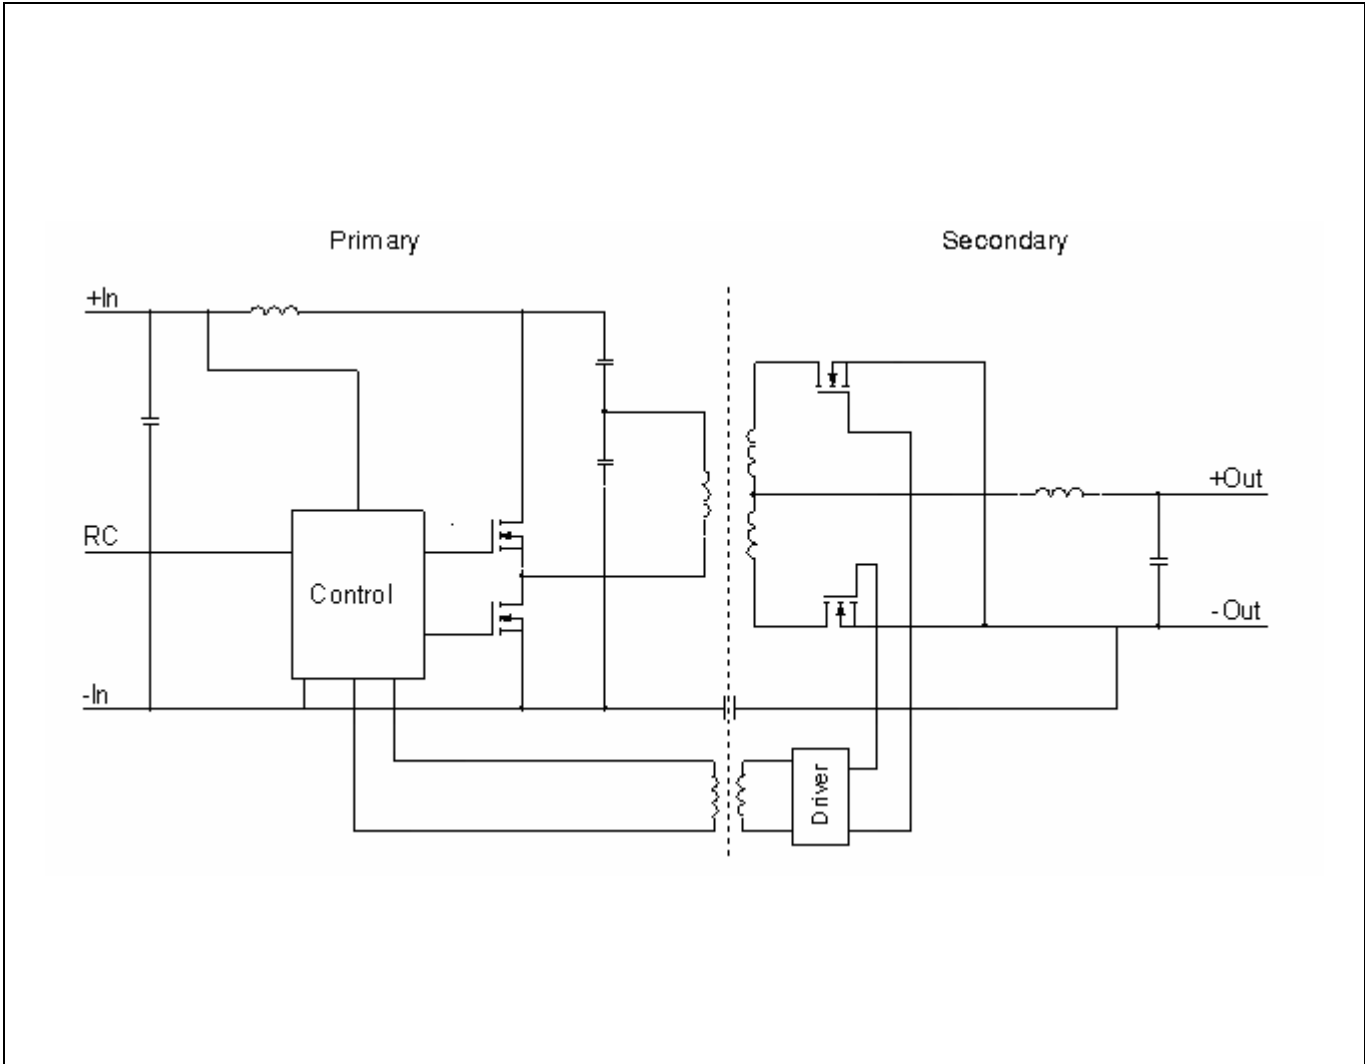 Primary
Secondary
+In
+Out
RC
Control
-Out
-In
Driver